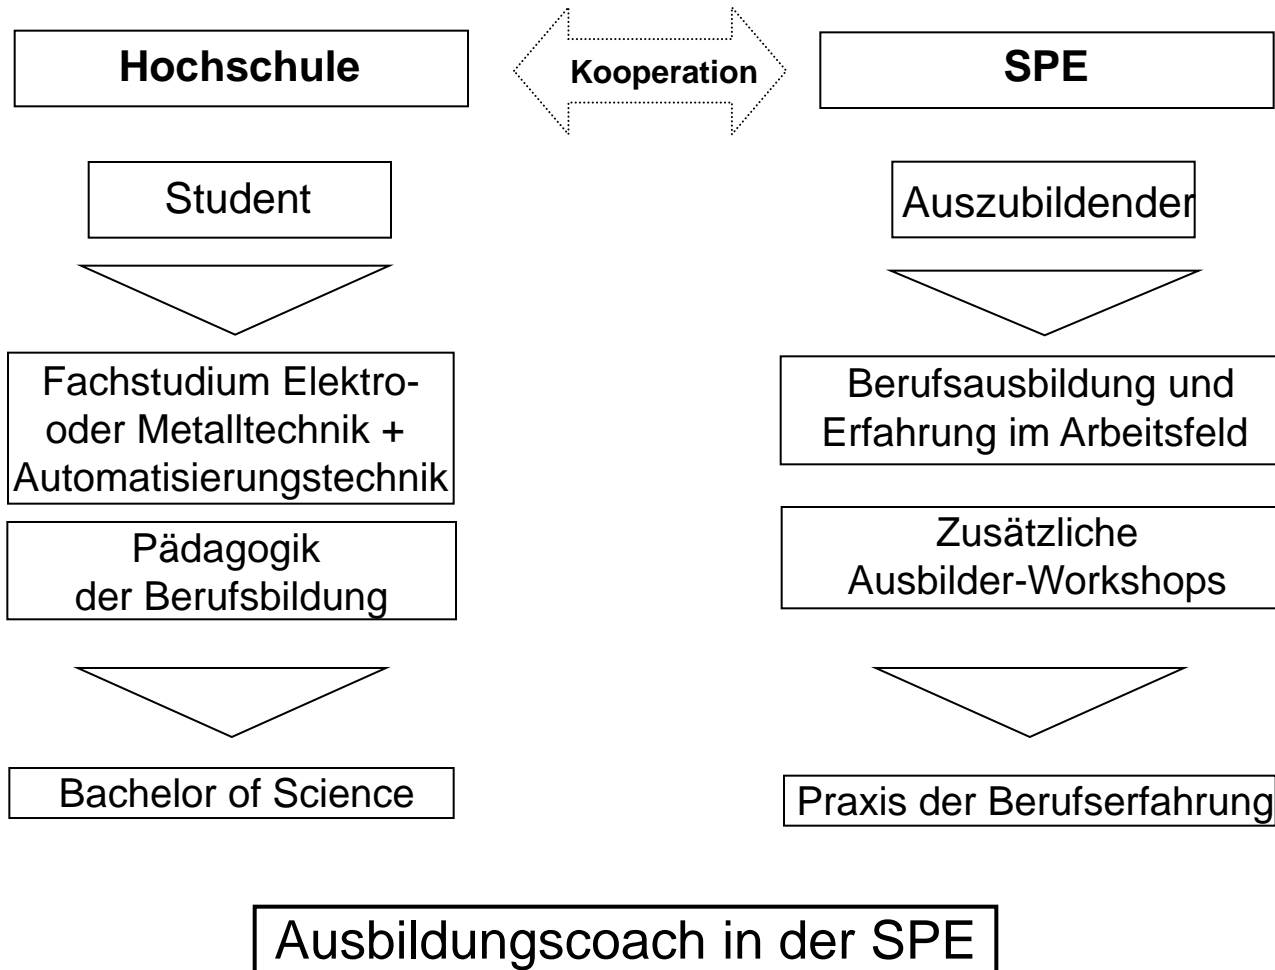 Hochschule
Kooperation
SPE
Student
Auszubildender
Fachstudium Elektro-
oder Metalltechnik +
Automatisierungstechnik
Berufsausbildung und
Erfahrung im Arbeitsfeld
Pädagogik
der Berufsbildung
Zusätzliche
Ausbilder-Workshops
Bachelor of Science
Praxis der Berufserfahrung
Ausbildungscoach in der SPE